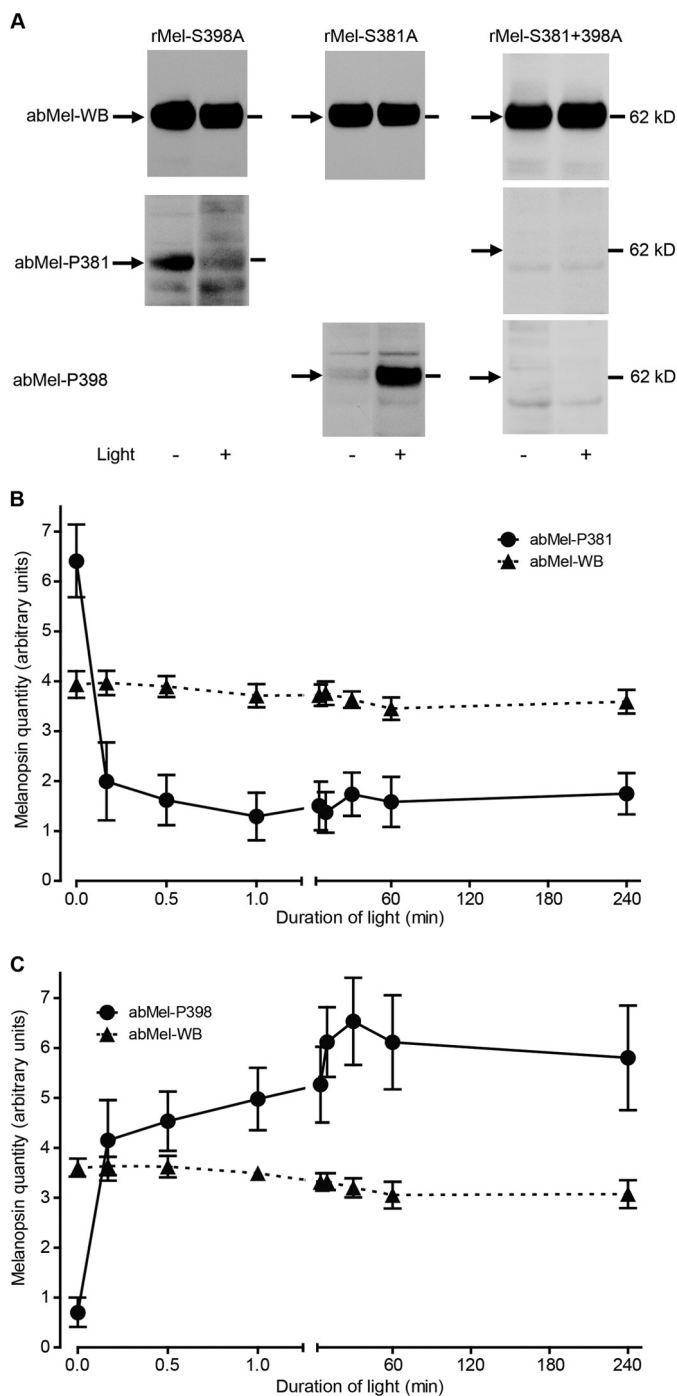 A
rMel-S398A rMel-S381A rMel-S381+398A
abMel-WB 62 kD
abMel-P381 62 kD
abMel-P398 62 kD
Light - + - + - +
B
7
6
5
4
3
2
1
0
Melanopsin quantity (arbitrary units)
abMel-P381
abMel-WB
0.0 0.5 1.0 60 120 180 240
Duration of light (min)
C
7
6
5
4
3
2
1
0
Melanopsin quantity (arbitrary units)
abMel-P398
abMel-WB
0.0 0.5 1.0 60 120 180 240
Duration of light (min)